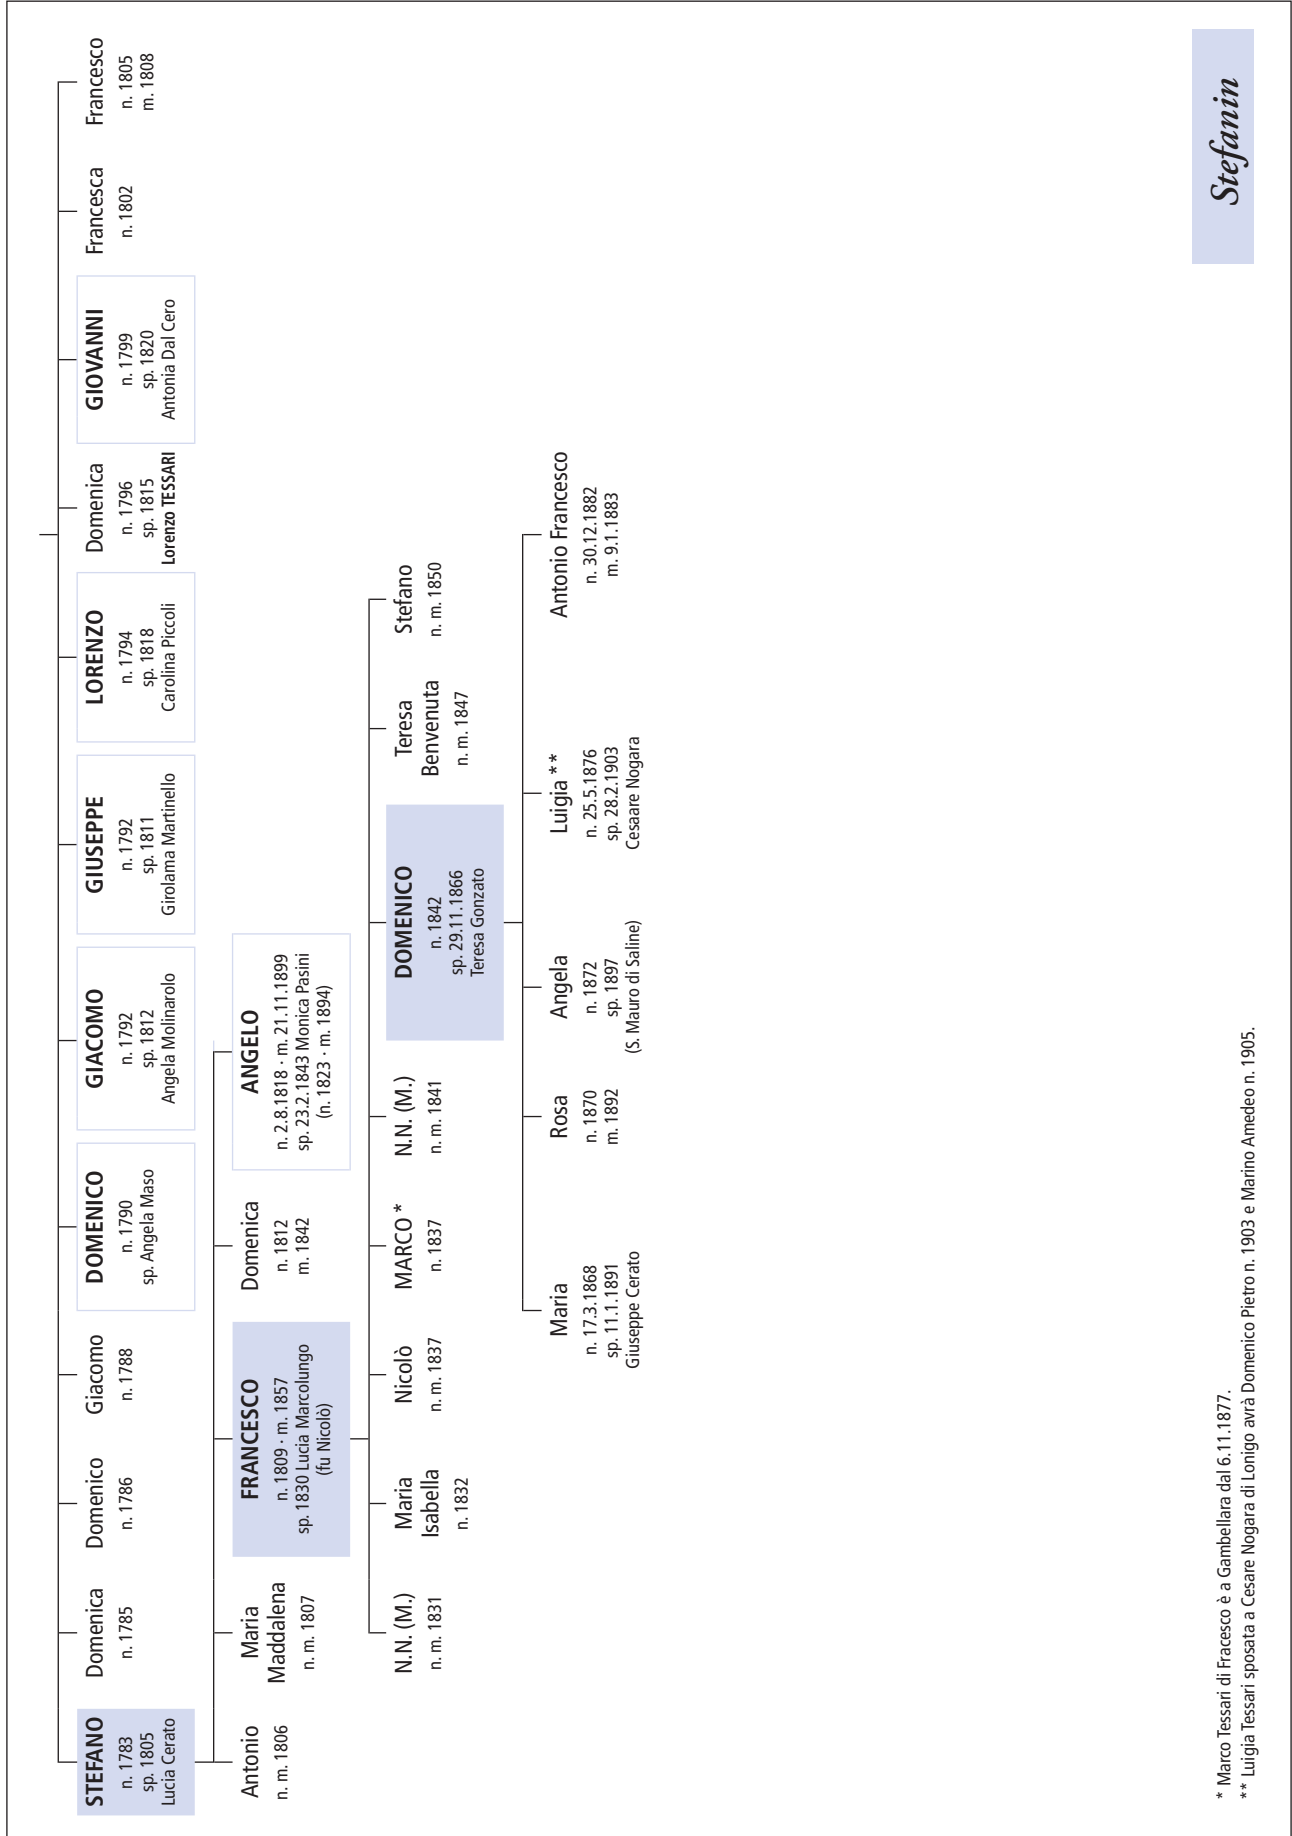 STEFANO
n. 1783
sp. 1805
Lucia Cerato
Domenica
n. 1785
Domenico
n. 1786
Giacomo
n. 1788
DOMENICO
n. 1790
sp. Angela Maso
GIACOMO
n. 1792
sp. 1812
Angela Molinarolo
GIUSEPPE
n. 1792
sp. 1811
Girolama Martinello
LORENZO
n. 1794
sp. 1818
Carolina Piccoli
Domenica
n. 1796
sp. 1815
Lorenzo TESSARI
GIOVANNI
n. 1799
sp. 1820
Antonia Dal Cero
Francesca
n. 1802
Francesco
n. 1805
m. 1808
Antonio
n. m. 1806
Maria
Maddalena
n. m. 1807
FRANCESCO
n. 1809 · m. 1857
sp. 1830 Lucia Marcolungo
(fu Nicolò)
Domenica
n. 1812
m. 1842
ANGELO
n. 2.8.1818 · m. 21.11.1899
sp. 23.2.1843 Monica Pasini
(n. 1823 · m. 1894)
N.N. (M.)
n. m. 1831
Maria
Isabella
n. 1832
Nicolò
n. m. 1837
MARCO *
n. 1837
N.N. (M.)
n. m. 1841
DOMENICO
n. 1842
sp. 29.11.1866
Teresa Gonzato
Teresa
Benvenuta
n. m. 1847
Stefano
n. m. 1850
Maria
n. 17.3.1868
sp. 11.1.1891
Giuseppe Cerato
Rosa
n. 1870
m. 1892
Angela
n. 1872
sp. 1897
(S. Mauro di Saline)
Luigia **
n. 25.5.1876
sp. 28.2.1903
Cesaare Nogara
Antonio Francesco
n. 30.12.1882
m. 9.1.1883
* Marco Tessari di Fracesco è a Gambellara dal 6.11.1877.
** Luigia Tessari sposata a Cesare Nogara di Lonigo avrà Domenico Pietro n. 1903 e Marino Amedeo n. 1905.
Stefanin